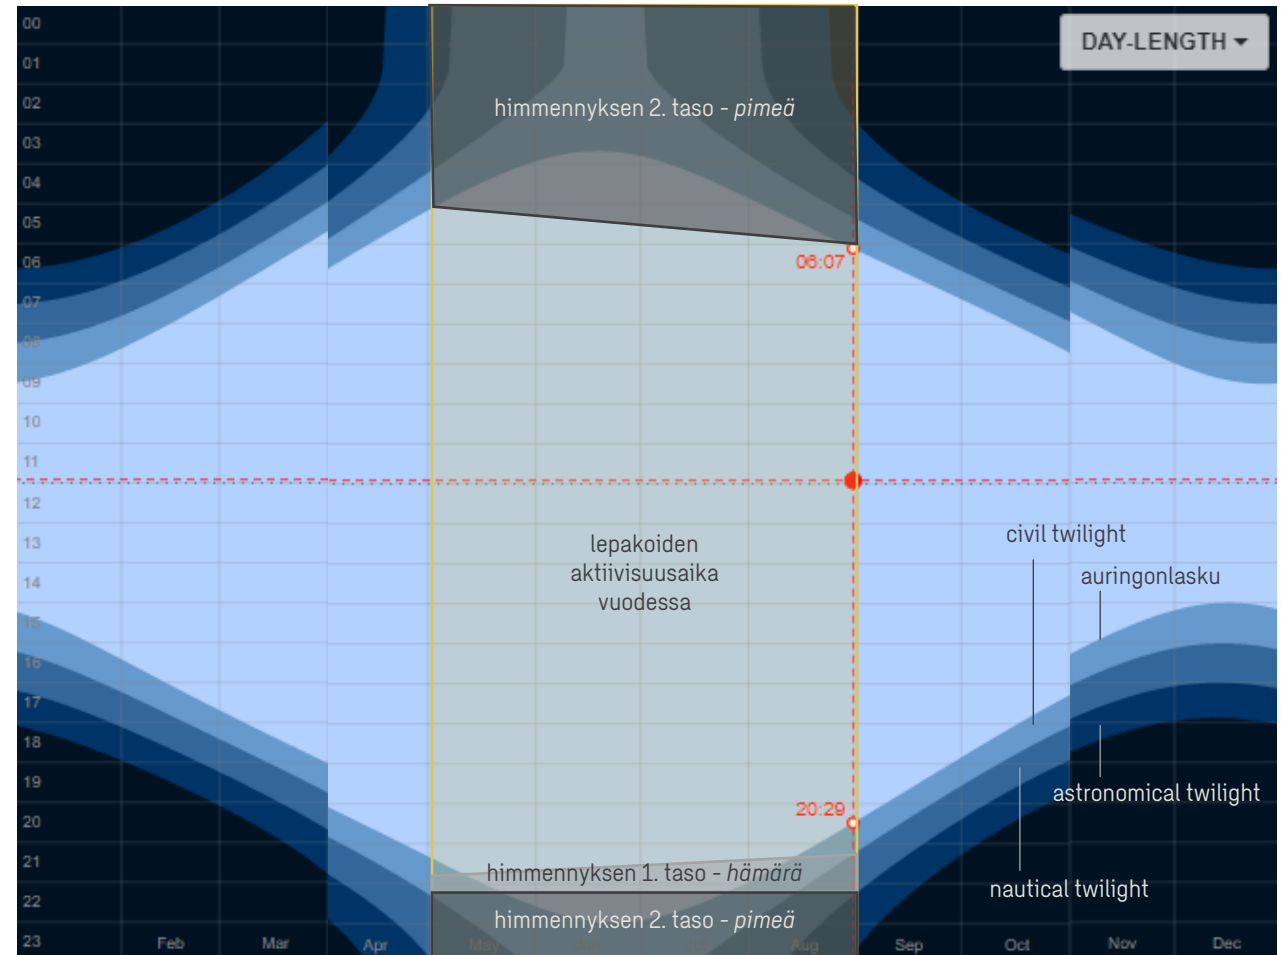 00
01
02
03
04
05
06
07
08
09
10
11
12
13
14
15
16
17
18
19
20
21
22
23
DAY-LENGTH
himmennyksen 2. taso - pimeä
06:07
lepakoiden
aktiivisuusaika
vuodessa
civil twilight
auringonlasku
astronomical twilight
nautical twilight
20:29
himmennyksen 1. taso - hämärä
himmennyksen 2. taso - pimeä
Feb
Mar
Apr
May
Aug
Sep
Oct
Nov
Dec